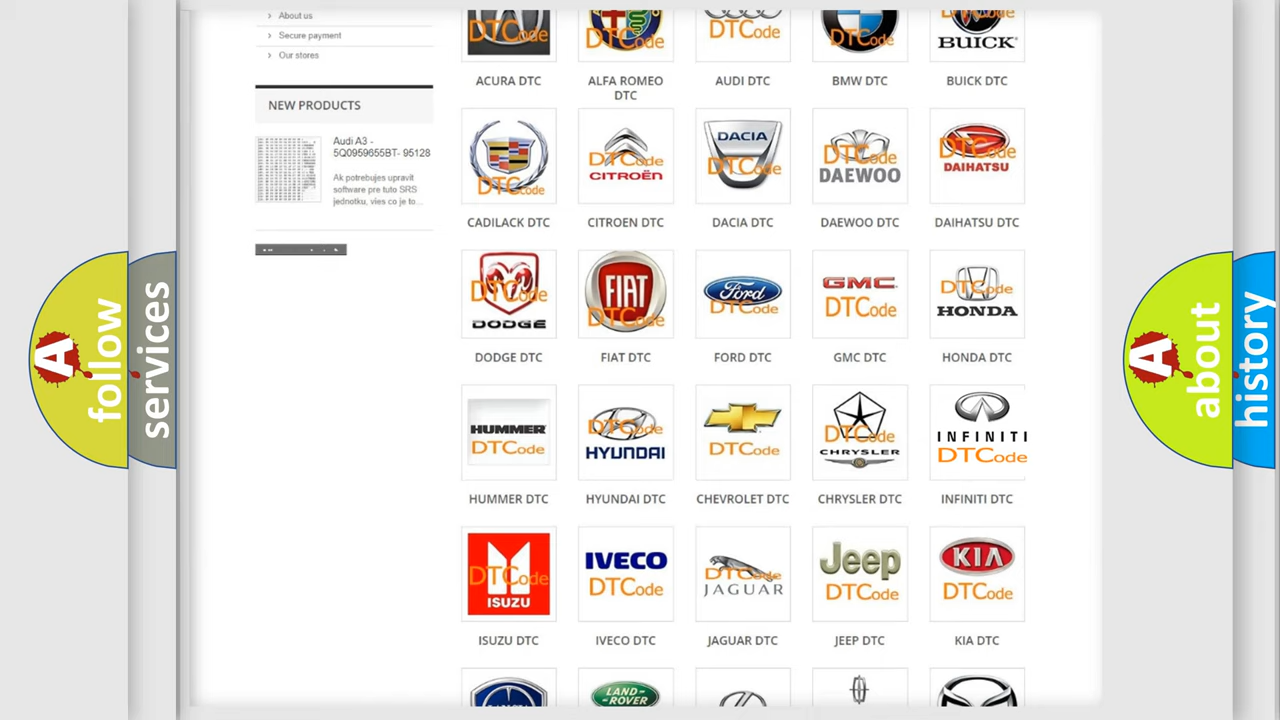 About us
Secure payment
Our stores
NEW PRODUCTS
Audi A3 -
5Q0959655BT- 95128
Ak potrebujes upravit
software pre tuto SRS
jednotku, vies co je to...
DTCode
DTCode
DTCode
DTCode
DTCode
BUICK
ACURA DTC
ALFA ROMEO
DTC
AUDI DTC
BMW DTC
BUICK DTC
DTCode
DTCode
CITROËN
DACIA
DTCode
DTCode
DAEWOO
DTCode
DAIHATSU
CADILACK DTC
CITROEN DTC
DACIA DTC
DAEWOO DTC
DAIHATSU DTC
DTCode
DODGE
FIAT
DTCode
Ford
DTCode
GMC
DTCode
DTCode
HONDA
DODGE DTC
FIAT DTC
FORD DTC
GMC DTC
HONDA DTC
HUMMER
DTCode
DTCode
HYUNDAI
DTCode
DTCode
CHRYSLER
INFINITI
DTCode
HUMMER DTC
HYUNDAI DTC
CHEVROLET DTC
CHRYSLER DTC
INFINITI DTC
DTCode
ISUZU
IVECO
DTCode
DTCode
JAGUAR
Jeep
DTCode
KIA
DTCode
ISUZU DTC
IVECO DTC
JAGUAR DTC
JEEP DTC
KIA DTC
LAND-
ROVER
A
follow
services
A
about
history